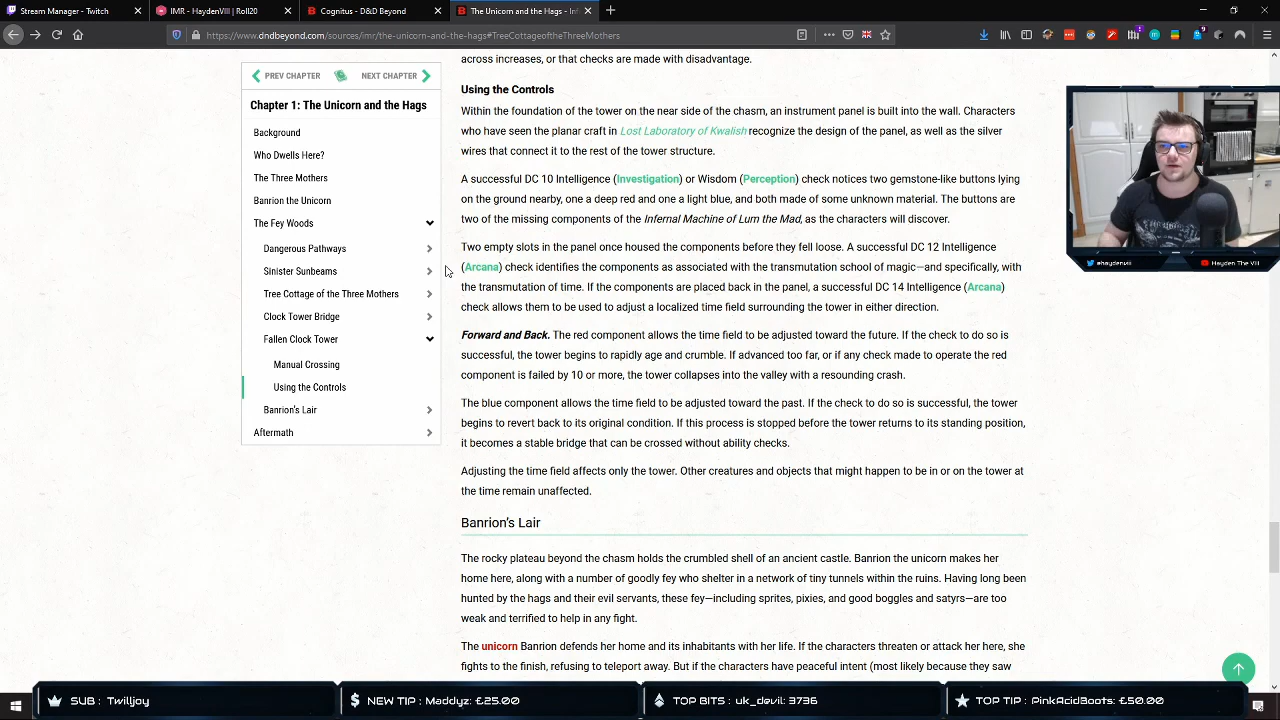 Stream Manager - Twitch
IMR - HaydenVIII | Roll20
Cognitus - D&D Beyond
The Unicorn and the Hags - Inf
https://www.dndbeyond.com/sources/imr/the-unicorn-and-the-hags#TreeCottageoftheThreeMothers
PREV CHAPTER
NEXT CHAPTER
Chapter 1: The Unicorn and the Hags
Background
Who Dwells Here?
The Three Mothers
Banrion the Unicorn
The Fey Woods
Dangerous Pathways
Sinister Sunbeams
Tree Cottage of the Three Mothers
Clock Tower Bridge
Fallen Clock Tower
Manual Crossing
Using the Controls
Banrion's Lair
Aftermath
across increases, or that checks are made with disadvantage.
Using the Controls
Within the foundation of the tower on the near side of the chasm, an instrument panel is built into the wall. Characters
who have seen the planar craft in Lost Laboratory of Kwalish recognize the design of the panel, as well as the silver
wires that connect it to the rest of the tower structure.
A successful DC 10 Intelligence (Investigation) or Wisdom (Perception) check notices two gemstone-like buttons lying
on the ground nearby, one a deep red and one a light blue, and both made of some unknown material. The buttons are
two of the missing components of the Infernal Machine of Lum the Mad, as the characters will discover.
Two empty slots in the panel once housed the components before they fell loose. A successful DC 12 Intelligence
(Arcana) check identifies the components as associated with the transmutation school of magic—and specifically, with
the transmutation of time. If the components are placed back in the panel, a successful DC 14 Intelligence (Arcana)
check allows them to be used to adjust a localized time field surrounding the tower in either direction.
Forward and Back. The red component allows the time field to be adjusted toward the future. If the check to do so is
successful, the tower begins to rapidly age and crumble. If advanced too far, or if any check made to operate the red
component is failed by 10 or more, the tower collapses into the valley with a resounding crash.
The blue component allows the time field to be adjusted toward the past. If the check to do so is successful, the tower
begins to revert back to its original condition. If this process is stopped before the tower returns to its standing position,
it becomes a stable bridge that can be crossed without ability checks.
Adjusting the time field affects only the tower. Other creatures and objects that might happen to be in or on the tower at
the time remain unaffected.
Banrion's Lair
The rocky plateau beyond the chasm holds the crumbled shell of an ancient castle. Banrion the unicorn makes her
home here, along with a number of goodly fey who shelter in a network of tiny tunnels within the ruins. Having long been
hunted by the hags and their evil servants, these fey—including sprites, pixies, and good boggles and satyrs—are too
weak and terrified to help in any fight.
The unicorn Banrion defends her home and its inhabitants with her life. If the characters threaten or attack her here, she
fights to the finish, refusing to teleport away. But if the characters have peaceful intent (most likely because they saw
@haydenviii
Hayden The VIII
SUB : Twilljoy
NEW TIP : Maddyz: £25.00
TOP BITS : uk_devil: 3736
TOP TIP : PinkAcidBoots: £50.00